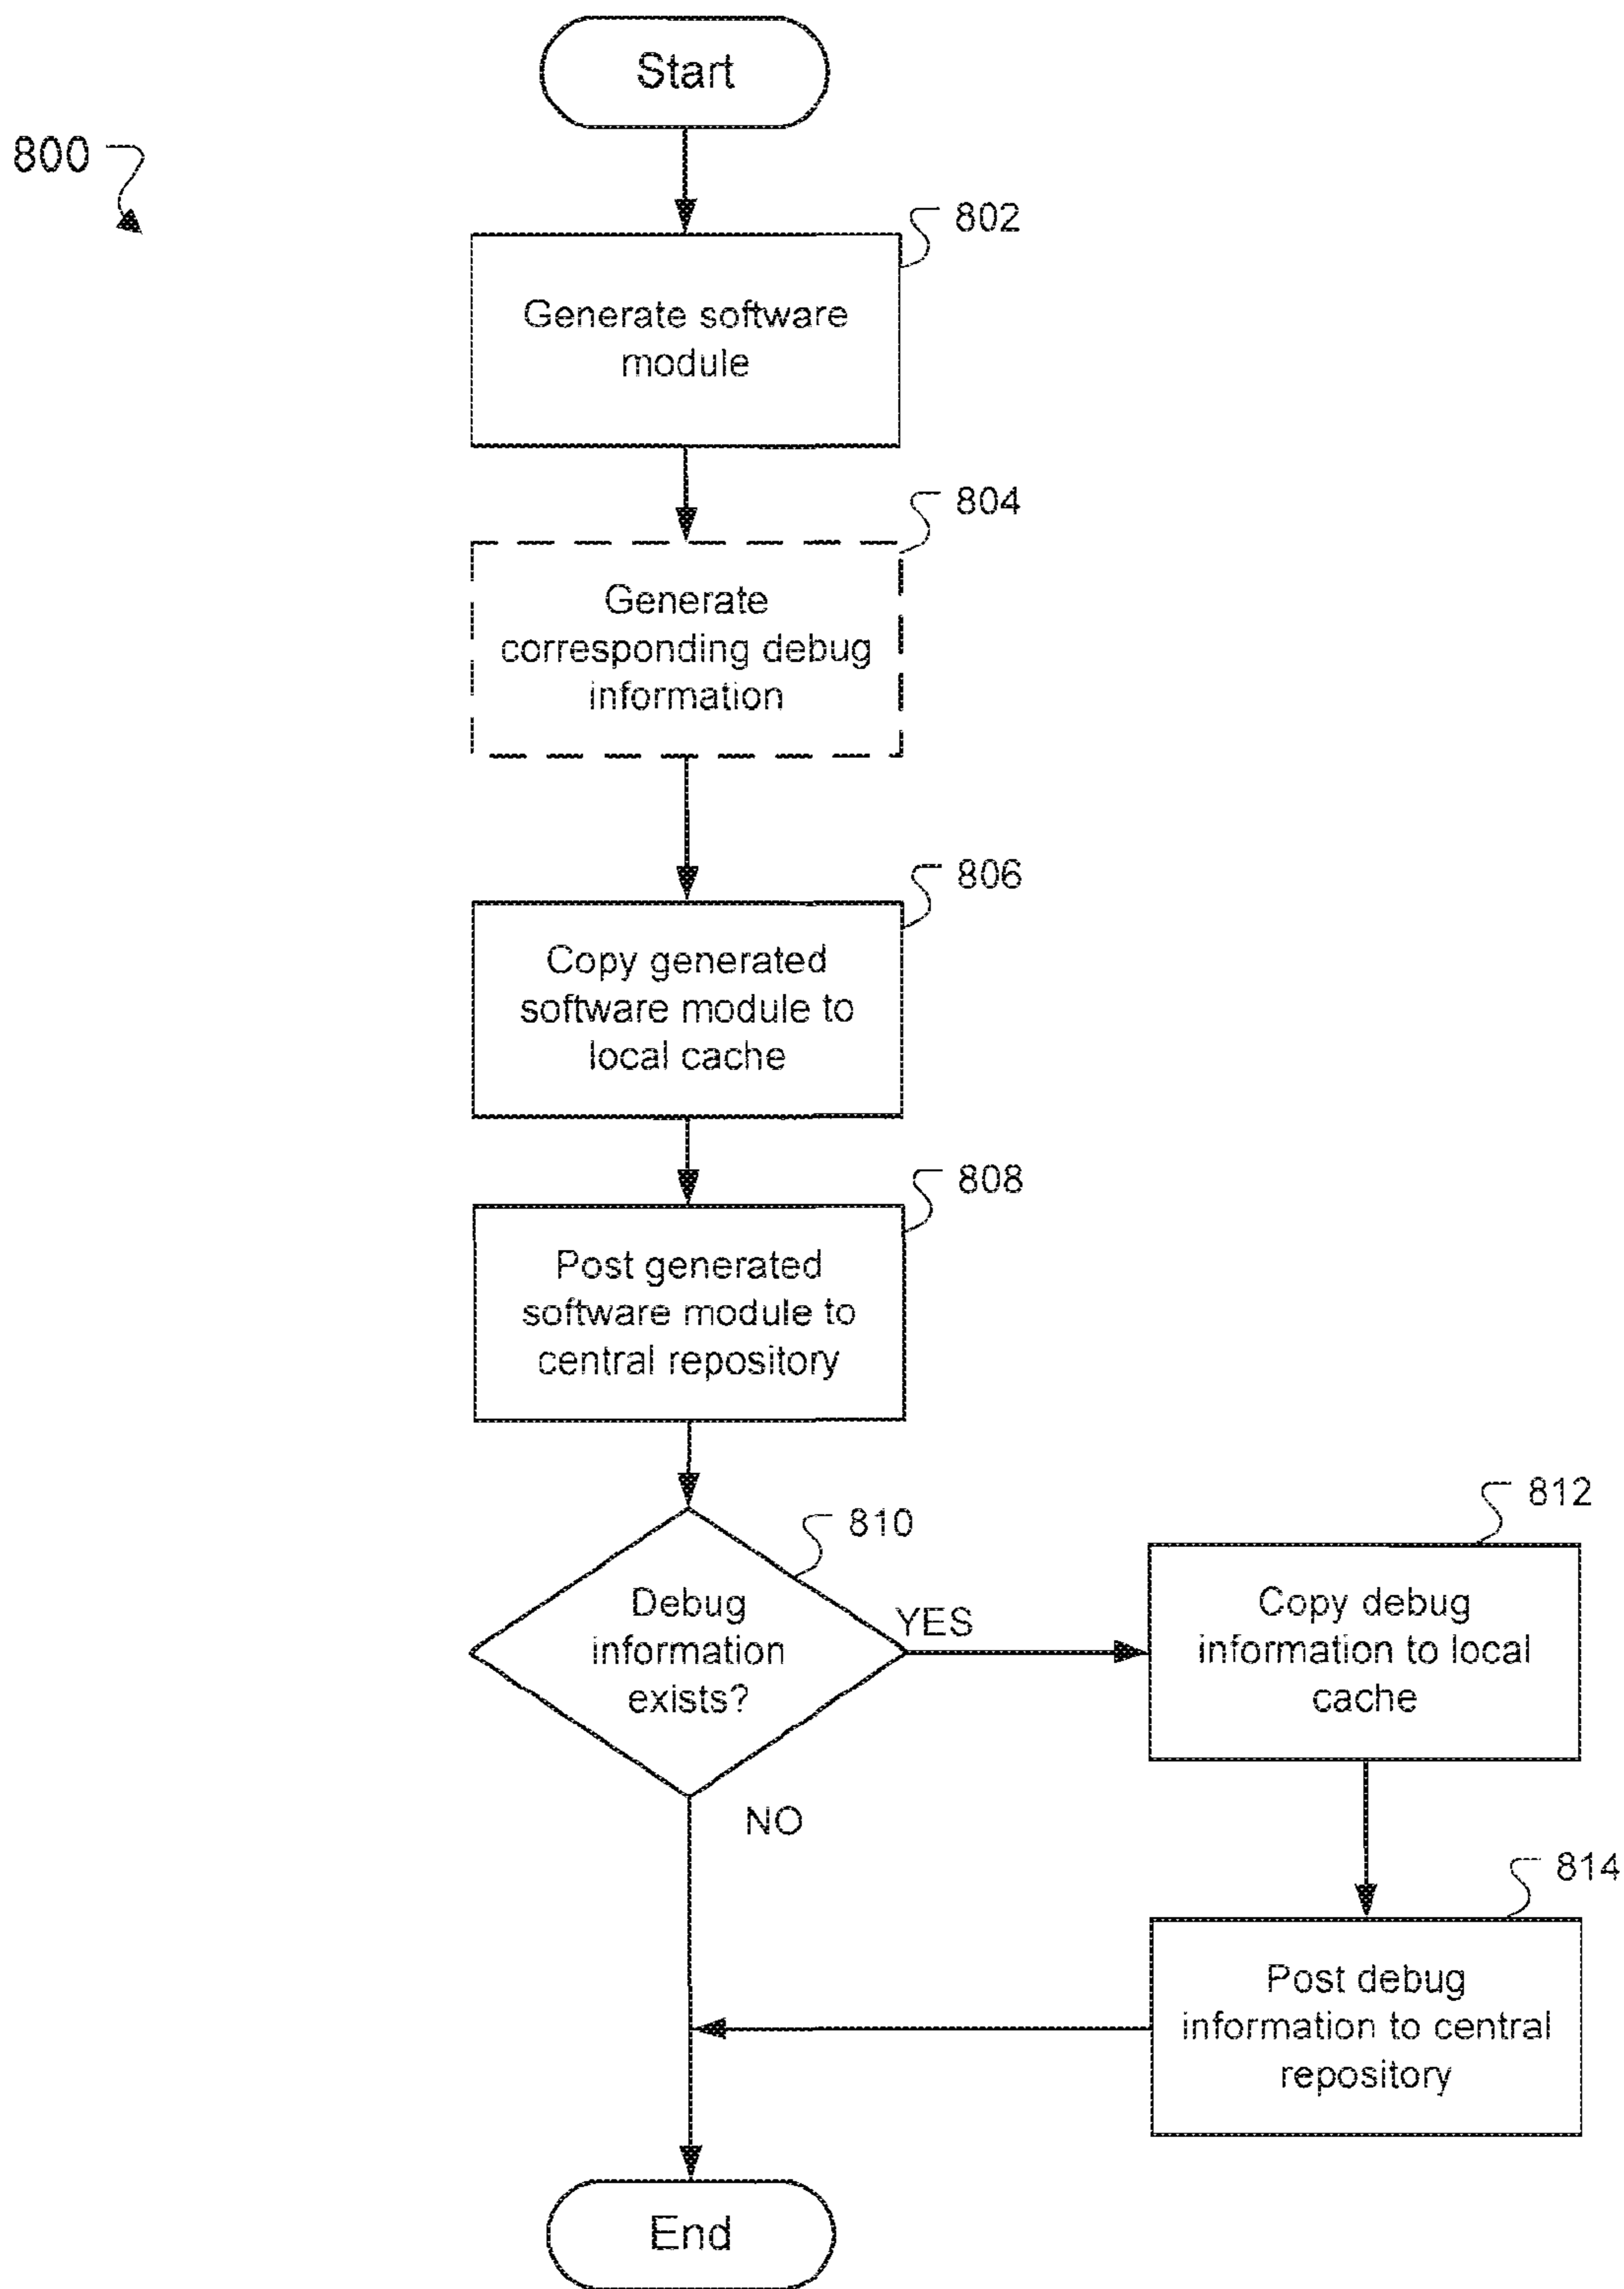 Start
800
802
Generate software
module
804
Generate
corresponding debug
information
806
Copy generated
software module to
local cache
808
Post generated
software module to
central repository
810
Debug
information
exists?
YES
NO
812
Copy debug
information to local
cache
814
Post debug
information to central
repository
End